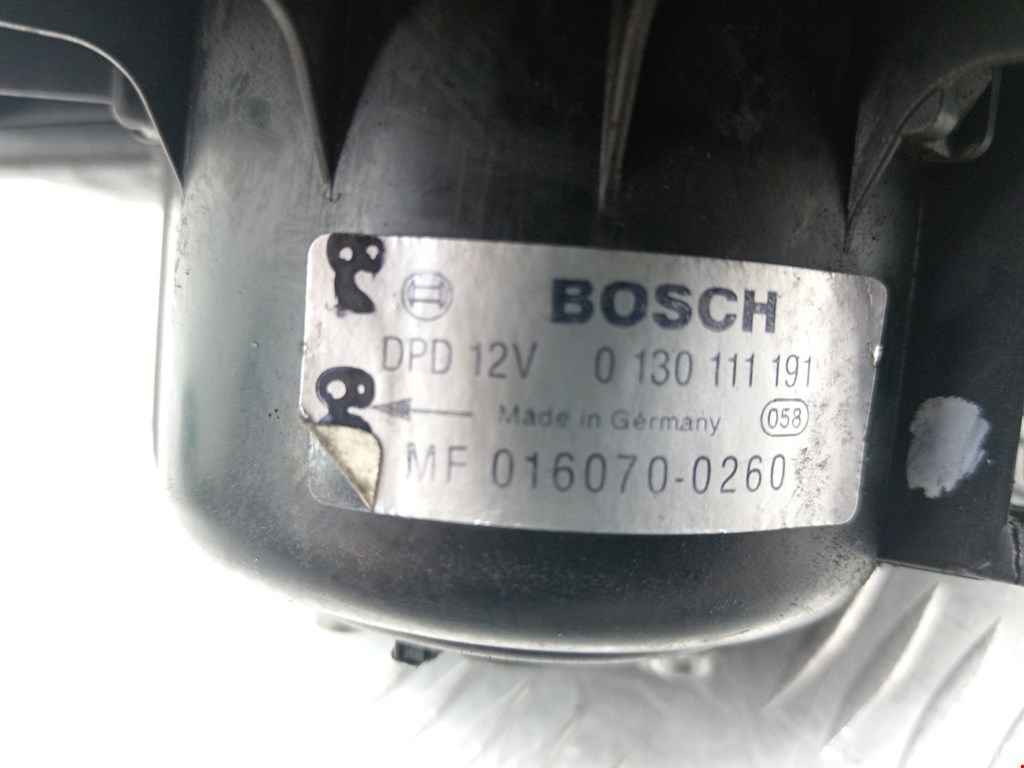 BOSCH
DPD 12V 0 130 111 191
Made in Germany 058
MF 016070-0260